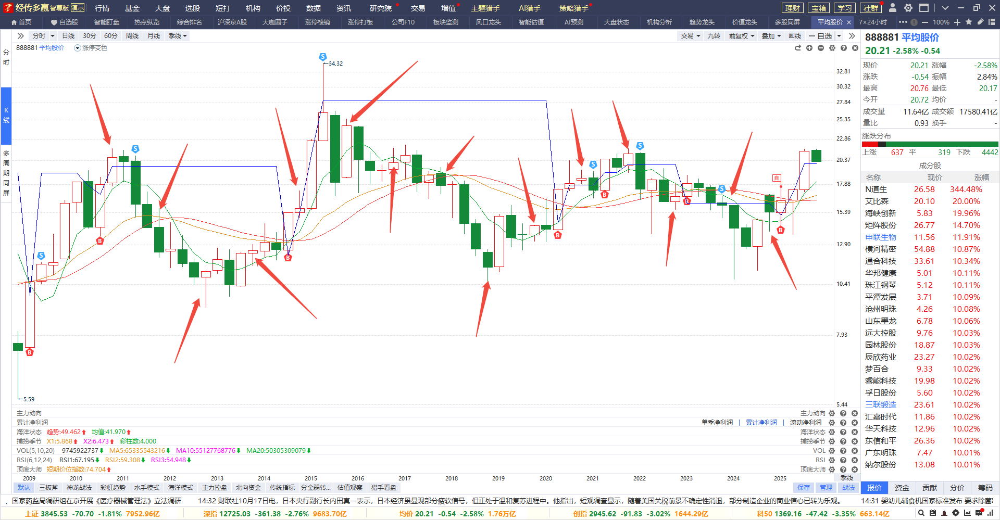 经传多赢 智尊版 演示 行情 基金 大盘 选股 短打 机构 价投 数据 资讯 研究院 交易 增值 主题猎手 AI猎手 策略猎手 理财 宝箱 学习 社群
首页 自选股 智能盯盘 热点纵览 综合排名 沪深京A股 大咖圈子 涨停棱镜 涨停打板 公司F10 板块监测 风口龙头 智能估值 AI预测 大盘状态 机构分析 趋势龙头 价值龙头 多股同屏 平均股价 7×24小时 100%
分时 日线 30分 60分 周线 月线 季线 交易 九转 前复权 叠加 画线 一自选
888881 平均股价 涨停变色
分时
K线
多周期同屏
S
34.32
32.81
30.32
27.84
25.35
22.86
20.37
17.88
15.39
12.90
10.41
7.93
5.44
S
S
S
S
S
B
B
B
B
B
B
B
自
5.59
主力动向 主力动向
累计净利润 单季净利润 | 累计净利润 | 滚动净利润
海洋状态 趋势:49.462 均值:41.970 海洋状态
捕捞季节 X1:5.868 X2:6.473 彩柱数:4.000 捕捞季节
VOL(5,10,20) 9745922737 MA5:65335543216 MA10:55127768776 MA20:50305309079 VOL
RSI(6,12,24) RSI1:67.195 RSI2:59.308 RSI3:54.948 RSI
顶底大师 短期价位指数:74.704 顶底大师
2009 2010 2011 2012 2013 2014 2015 2016 2017 2018 2019 2020 2021 2022 2023 2024 2025 季线
默认 三板斧 神龙战法 彩虹趋势 水手模式 海洋模式 主力控盘 北向资金 传统指标 分金弱转... 估值观察 猎手看盘 保存 管理 战法
888881 平均股价
20.21 -2.58% -0.54
现价 20.21 涨幅 -2.58%
涨跌 -0.54 振幅 2.84%
最高 20.76 最低 20.17
今开 20.72 均价 -
成交量 11.64亿 成交额 17580.41亿
量比 0.93 换手 -
涨跌分布
上涨 637 平 319 下跌 4442
成分股
名称 现价 涨幅
N道生 26.58 344.48%
艾比森 20.10 20.00%
海峡创新 5.83 19.96%
矩阵股份 26.77 14.70%
申联生物 11.56 11.91%
横河精密 54.88 10.87%
通合科技 33.61 10.34%
华邦健康 5.01 10.11%
珠江钢琴 5.12 10.11%
平潭发展 3.71 10.09%
沧州明珠 4.26 10.08%
山东墨龙 6.78 10.06%
远大控股 9.76 10.03%
园林股份 18.87 10.03%
辰欣药业 23.27 10.02%
梦百合 9.33 10.02%
睿能科技 19.98 10.02%
孚日股份 5.60 10.02%
三联锻造 23.61 10.02%
汇嘉时代 11.86 10.02%
华天科技 12.96 10.02%
东信和平 26.36 10.02%
广东明珠 7.47 10.01%
纳尔股份 13.08 10.01%
报价 资金 贡献 分价 筹码
、国家药监局调研组在京开展《医疗器械管理法》立法调研 14:32 财联社10月17日电，日本央行副行长内田真一表示，日本经济虽显现部分疲软信号，但正处于温和复苏进程中。他指出，短观调查显示，随着美国关税前景不确定性消退，部分制造企业的商业信心已转为乐观。 14:31 婴幼儿辅食机国家标准发布 要求除菌
上证 3845.53 -70.70 -1.81% 7952.96亿 深指 12725.03 -361.38 -2.76% 9683.70亿 均价 20.21 -0.54 -2.58% 1.76万亿 创指 2945.62 -91.83 -3.02% 1644.29亿 科50 1369.16 -47.42 -3.35% 663.14亿